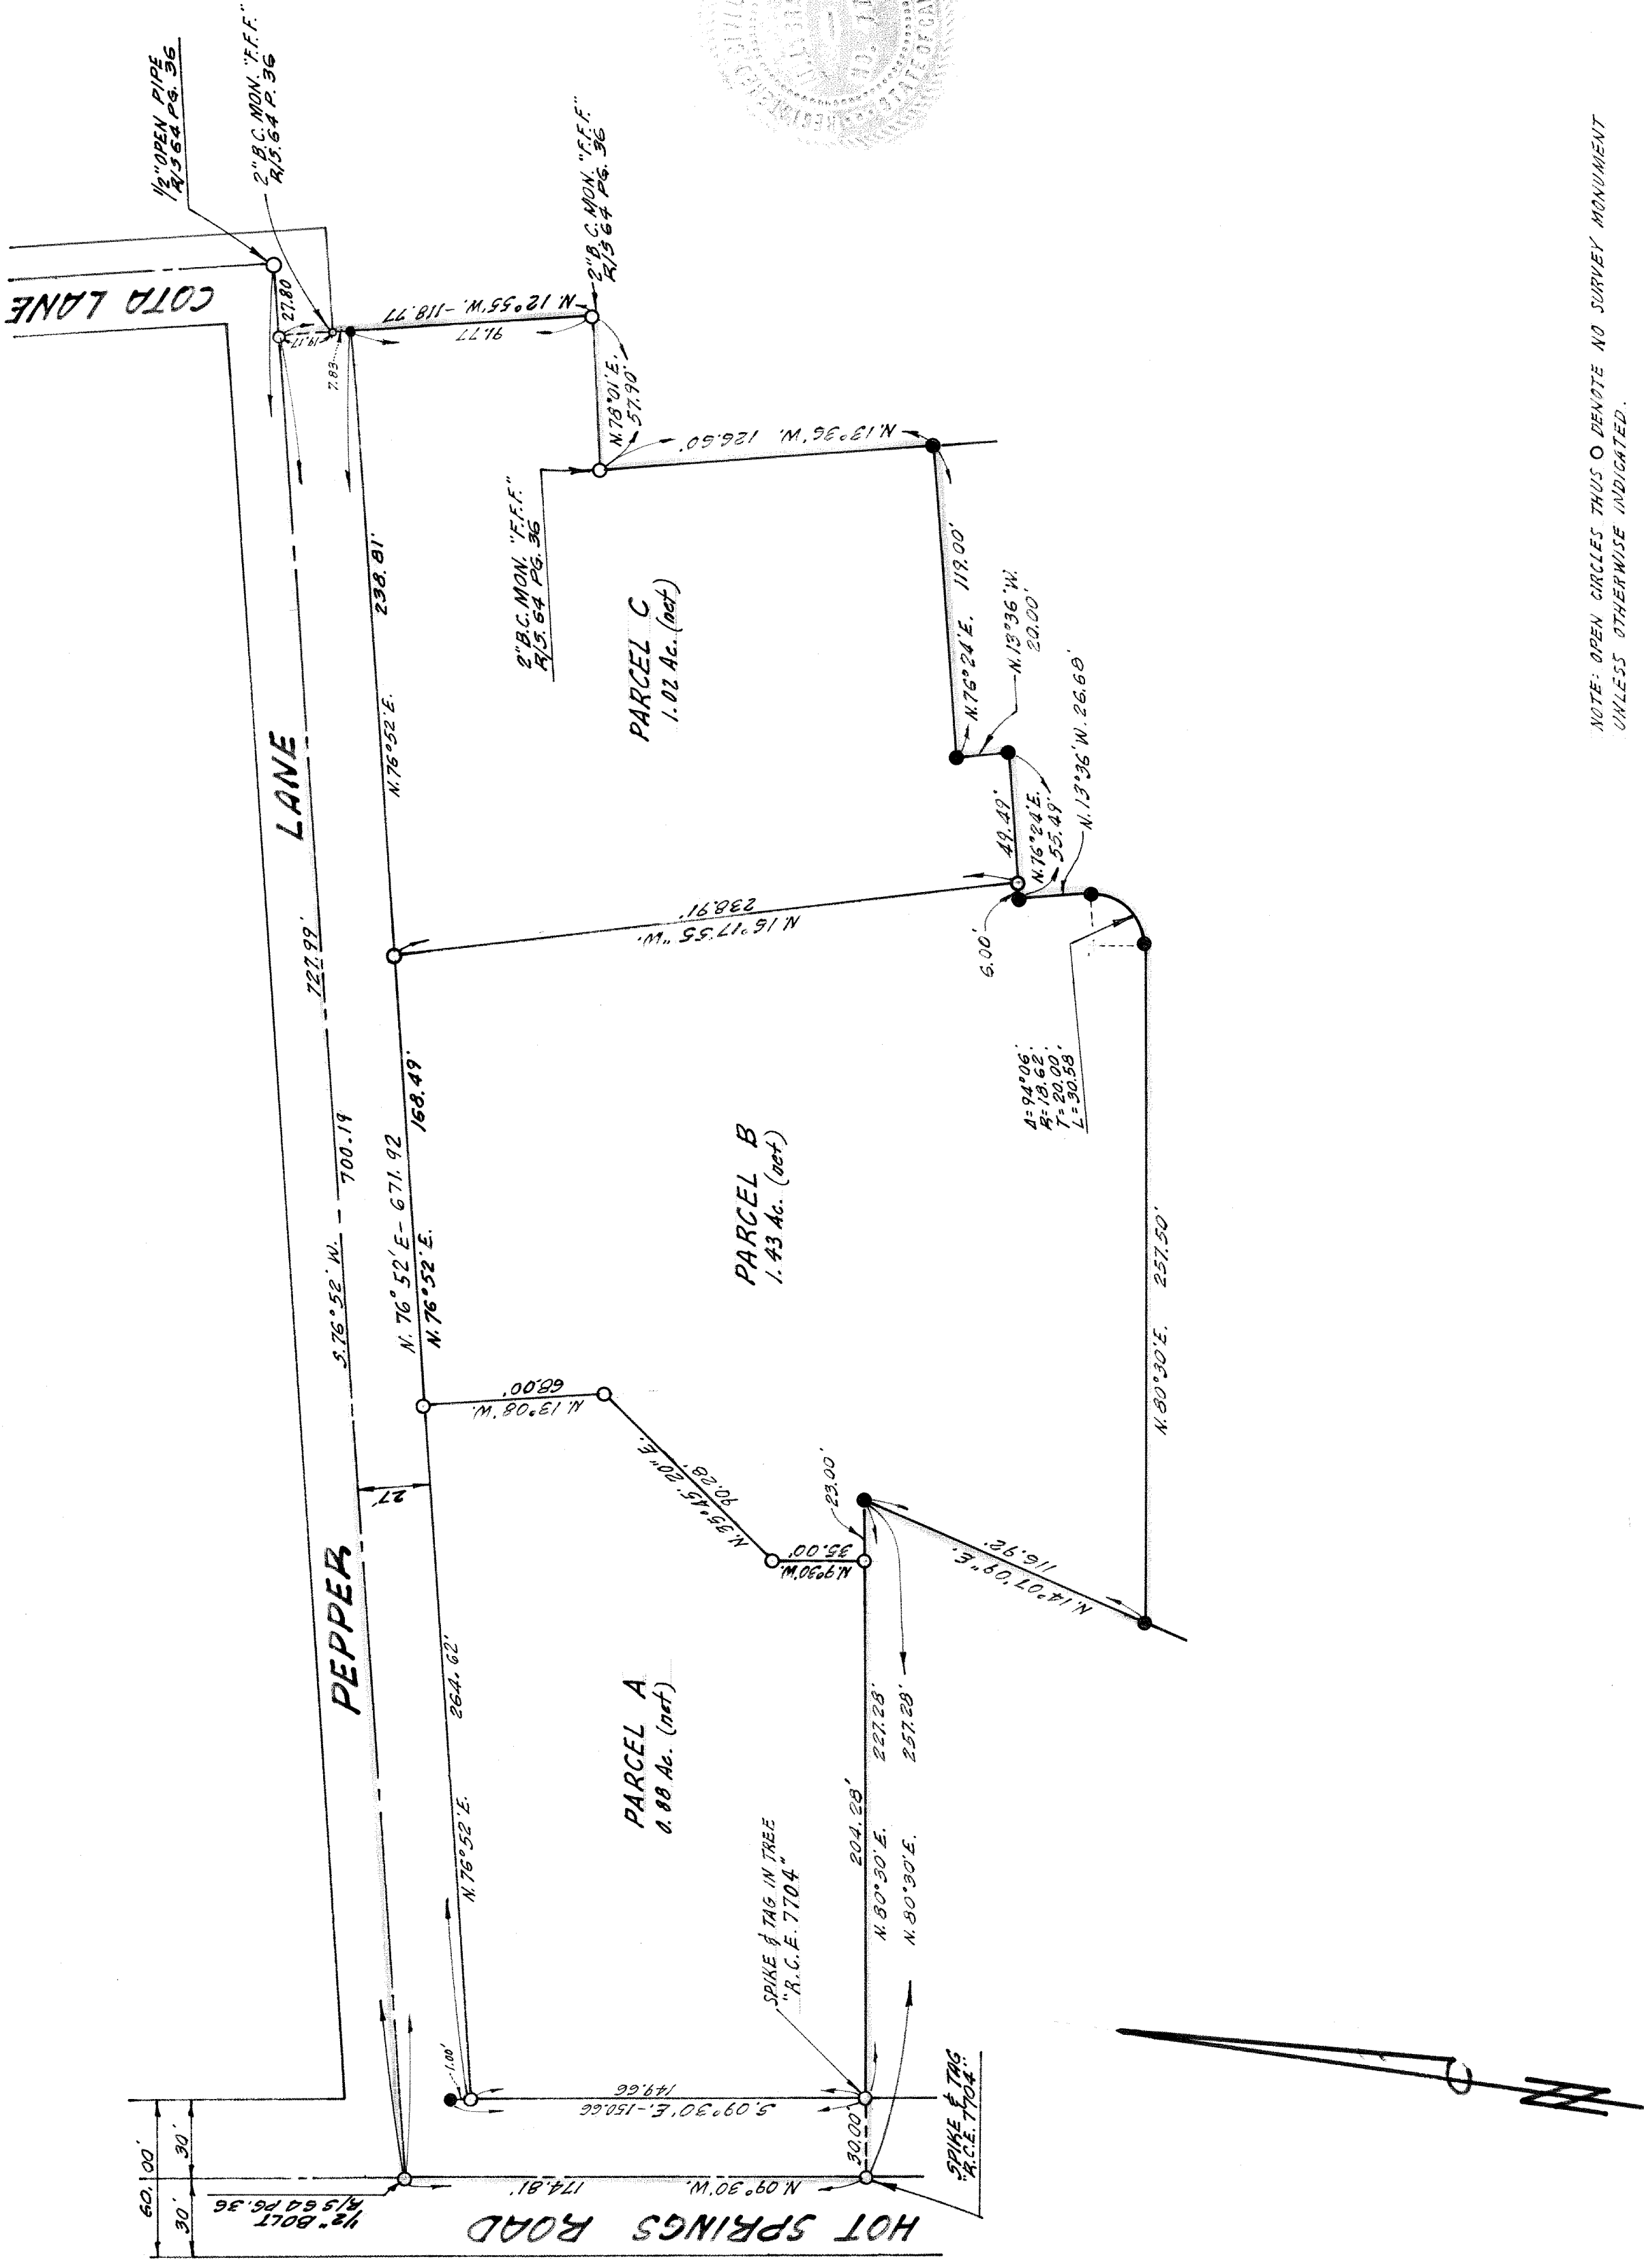 1/2" OPEN PIPE
R/S 64 PG. 36
2" B.C. MON. "F.F.F."
R/S. 64 P. 36
COTA LANE
27.80
19.17
7.83
N. 12°55' W. - 118.77
91.77
2" B.C. MON. "F.F.F."
R/S 64 PG. 36
N. 78°01' E.
57.90'
N. 13°36' W. 126.60'
2" B.C. MON. "F.F.F."
R/S. 64 PG. 36
238.81'
N. 76°52' E.
PEPPER LANE
727.99'
S. 76°52' W. - 700.19
N. 76°52' E - 671.92
N. 76°52' E.
168.49'
PARCEL C
1.02 Ac. (net)
N. 76°24' E. 119.00'
N. 13°36' W.
20.00'
49.49'
N. 76°24' E.
55.49'
N. 13°36' W. 26.68'
6.00'
N. 16°17'55" W.
238.91'
Δ=94°06'
R=18.62'
T=20.00'
L=30.58
PARCEL B
1.43 Ac. (net)
N. 80°30' E. 257.50'
N. 13°08' W.
68.00'
27'
N. 35°45'20" E.
90.28'
N. 9°30' W.
35.00'
23.00'
N. 14°07'09" E.
116.92'
264.62'
N. 76°52' E.
PARCEL A
0.88 Ac. (net)
204.28'
N. 80°30' E. 227.28'
N. 80°30' E. 257.28'
SPIKE & TAG IN TREE
"R.C.E. 7704"
1.00'
149.66
S. 09°30' E. - 150.66
30.00'
SPIKE & TAG
"R.C.E. 7704"
N. 09°30' W. 174.81'
1/2" BOLT
R/S 64 PG. 36
60.00'
30' 30'
HOT SPRINGS ROAD
NOTE: OPEN CIRCLES THUS O DENOTE NO SURVEY MONUMENT
UNLESS OTHERWISE INDICATED.